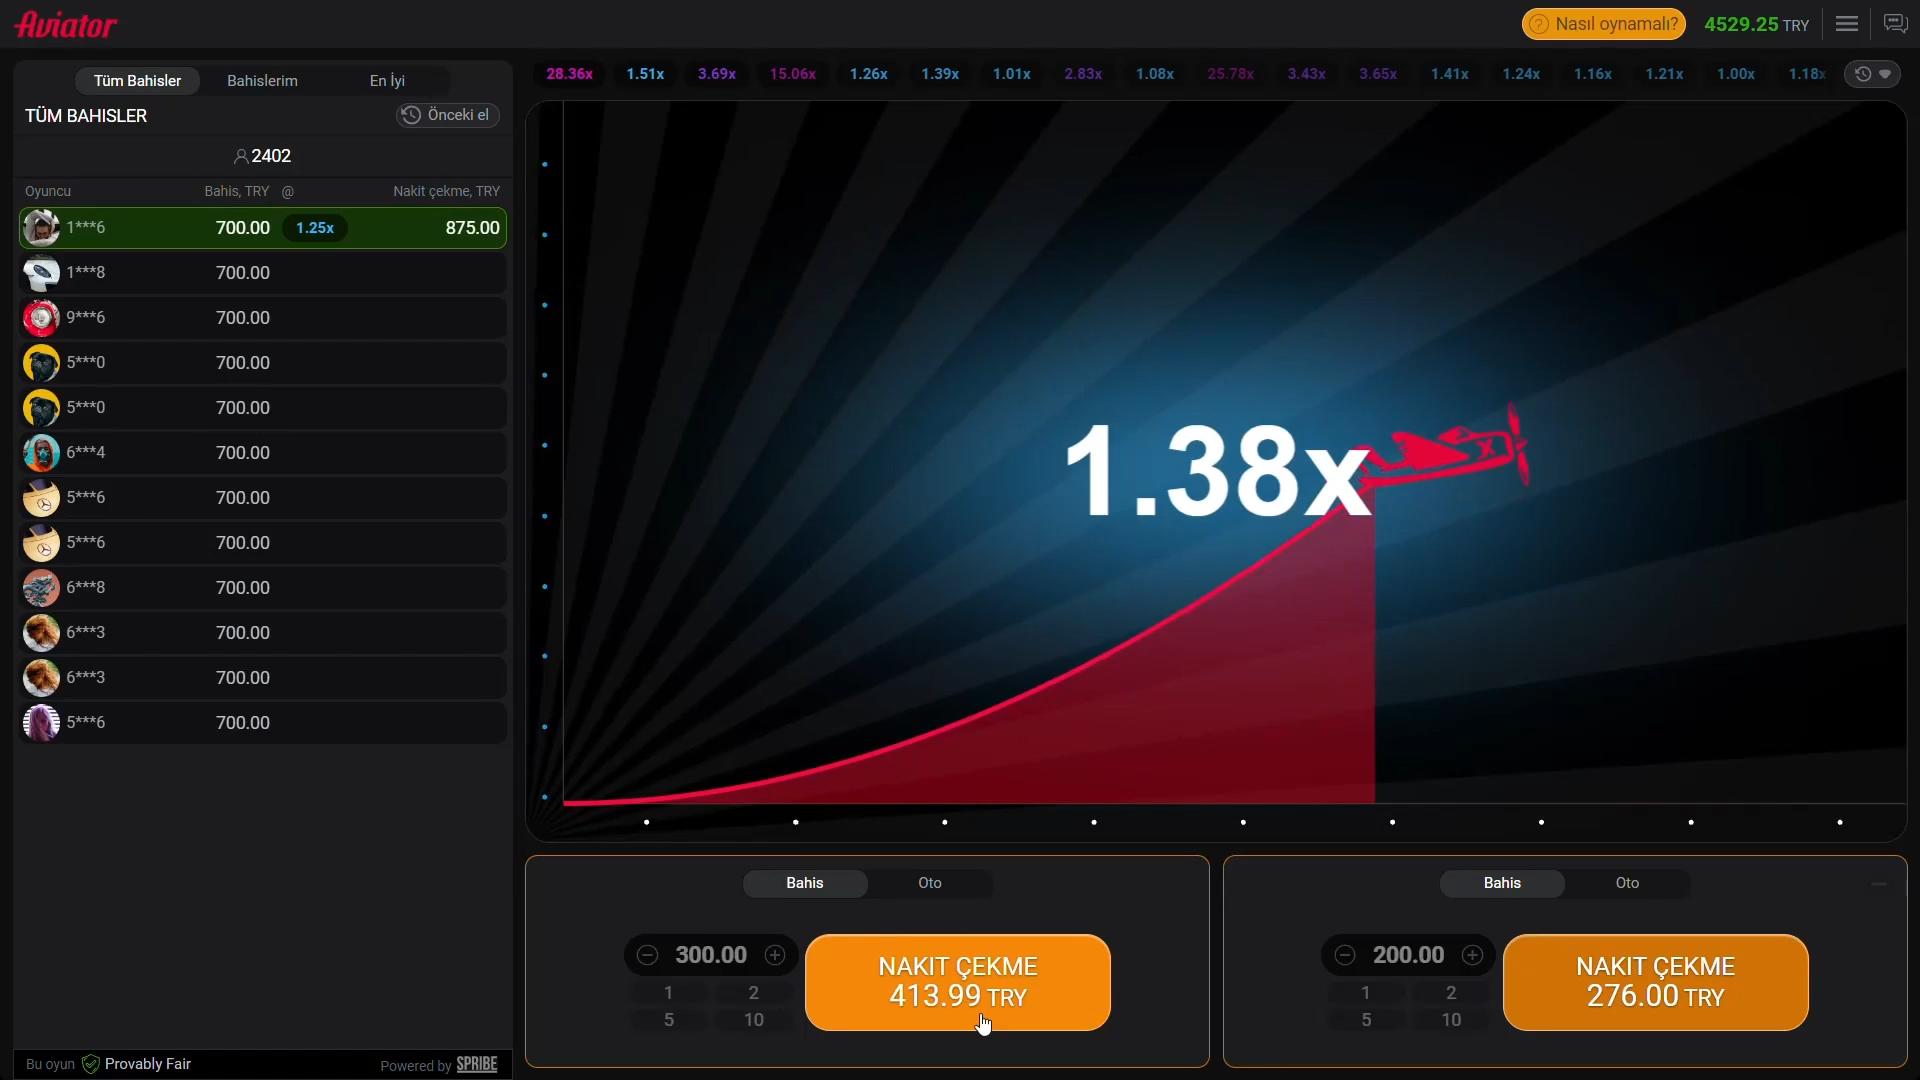 Aviator
Nasıl oynamalı?
4529.25 TRY
Tüm Bahisler
Bahislerim
En İyi
28.36x 1.51x 3.69x 15.06x 1.26x 1.39x 1.01x 2.83x 1.08x 25.78x 3.43x 3.65x 1.41x 1.24x 1.16x 1.21x 1.00x 1.18x
TÜM BAHISLER
Önceki el
2402
Oyuncu Bahis, TRY @ Nakit çekme, TRY
1***6 700.00 1.25x 875.00
1***8 700.00
9***6 700.00
5***0 700.00
5***0 700.00
6***4 700.00
5***6 700.00
5***6 700.00
6***8 700.00
6***3 700.00
6***3 700.00
5***6 700.00
Bu oyun Provably Fair
Powered by SPRIBE
1.38x
X
Bahis Oto
300.00
1 2
5 10
NAKIT ÇEKME
413.99 TRY
Bahis Oto
200.00
1 2
5 10
NAKIT ÇEKME
276.00 TRY